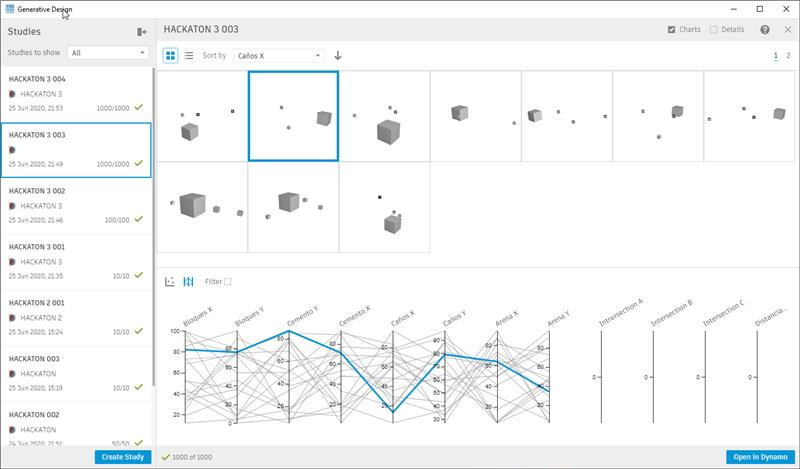 Generative Design
Studies
Studies to show All
HACKATON 3 004
HACKATON 3
25 Jun 2020, 21:53 1000/1000
HACKATON 3 003
25 Jun 2020, 21:49 1000/1000
HACKATON 3 002
HACKATON 3
25 Jun 2020, 21:46 100/100
HACKATON 3 001
HACKATON 3
25 Jun 2020, 21:35 10/10
HACKATON 2 001
HACKATON 2
25 Jun 2020, 15:24 10/10
HACKATON 003
HACKATON
25 Jun 2020, 15:19 10/10
HACKATON 002
HACKATON
24 Jun 2020, 21:51 50/50
Create Study
HACKATON 3 003
Charts Details
Sort by Caños X
1 2
Filter
Bloques X Bloques Y Cemento Y Cemento X Caños X Caños Y Arena X Arena Y Intrersection A Intersection B Intersection C Distancia...
100
80
60
40
20
0 0 0 0
1000 of 1000
Open in Dynamo